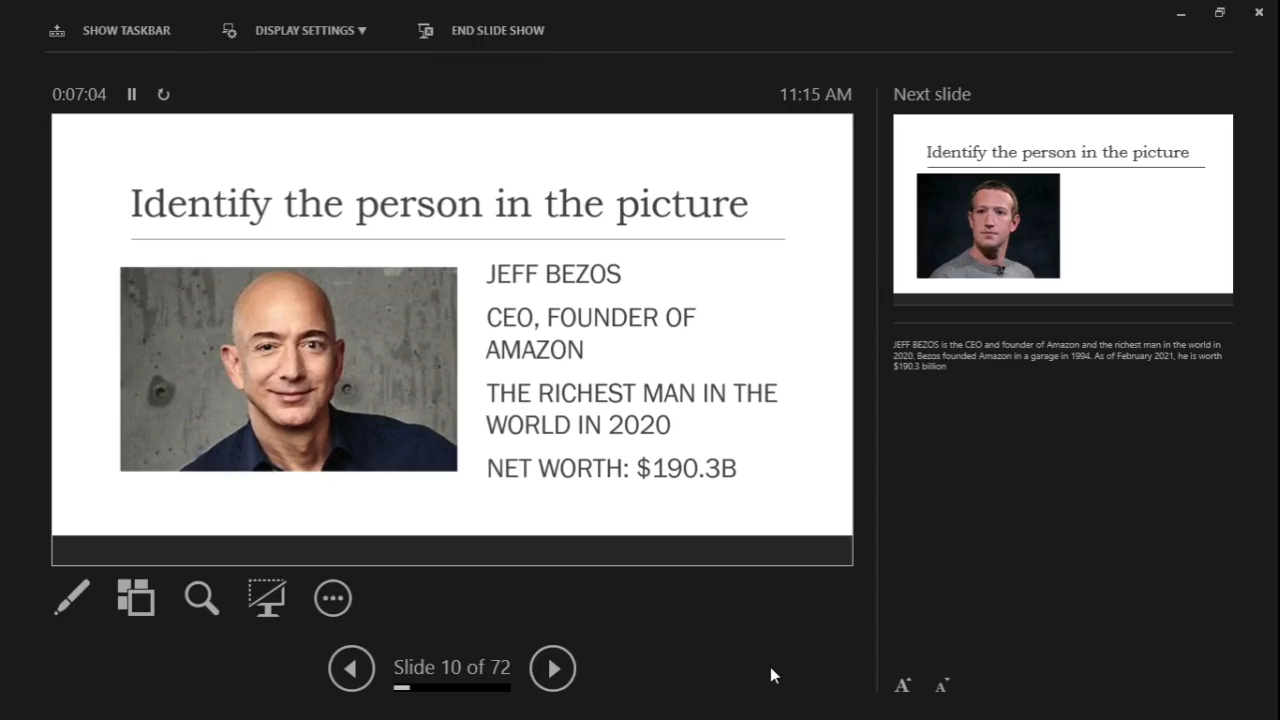 SHOW TASKBAR
DISPLAY SETTINGS ▼
END SLIDE SHOW
0:07:04
11:15 AM
Identify the person in the picture
JEFF BEZOS
CEO, FOUNDER OF
AMAZON
THE RICHEST MAN IN THE
WORLD IN 2020
NET WORTH: $190.3B
Slide 10 of 72
Next slide
Identify the person in the picture
JEFF BEZOS is the CEO and founder of Amazon and the richest man in the world in
2020. Bezos founded Amazon in a garage in 1994. As of February 2021, he is worth
$190.3 billion
A A